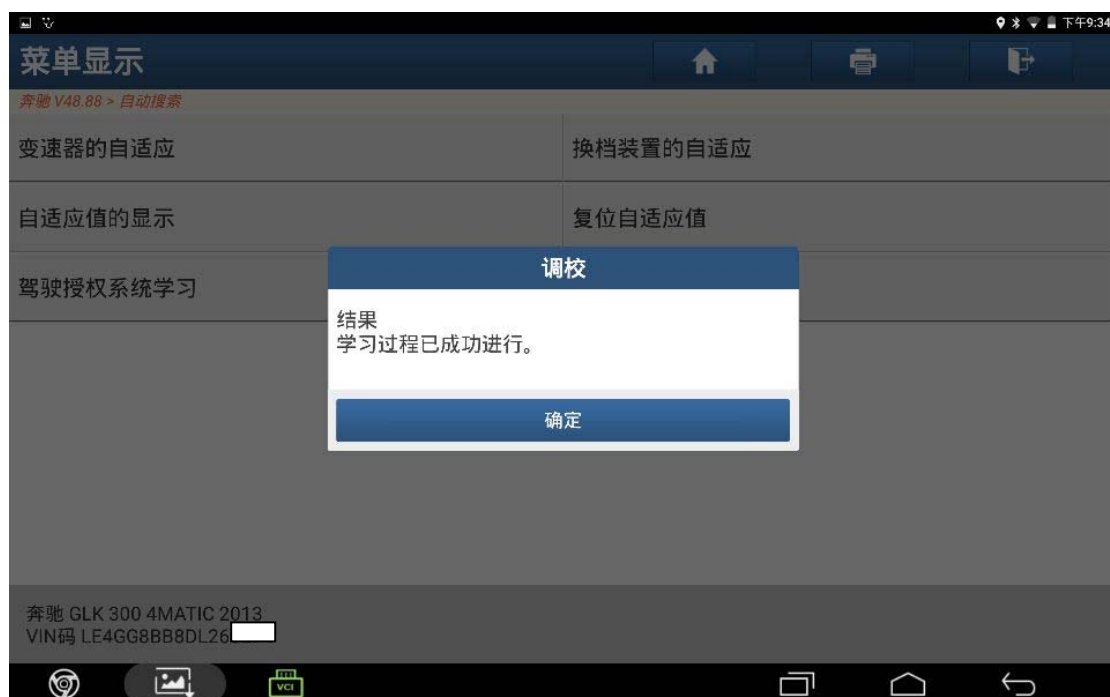 下午9:34
菜单显示
奔驰 V48.88 > 自动搜索
变速器的自适应
换档装置的自适应
自适应值的显示
复位自适应值
驾驶授权系统学习
调校
结果
学习过程已成功进行。
确定
奔驰 GLK 300 4MATIC 2013
VIN码 LE4GG8BB8DL26
VCI